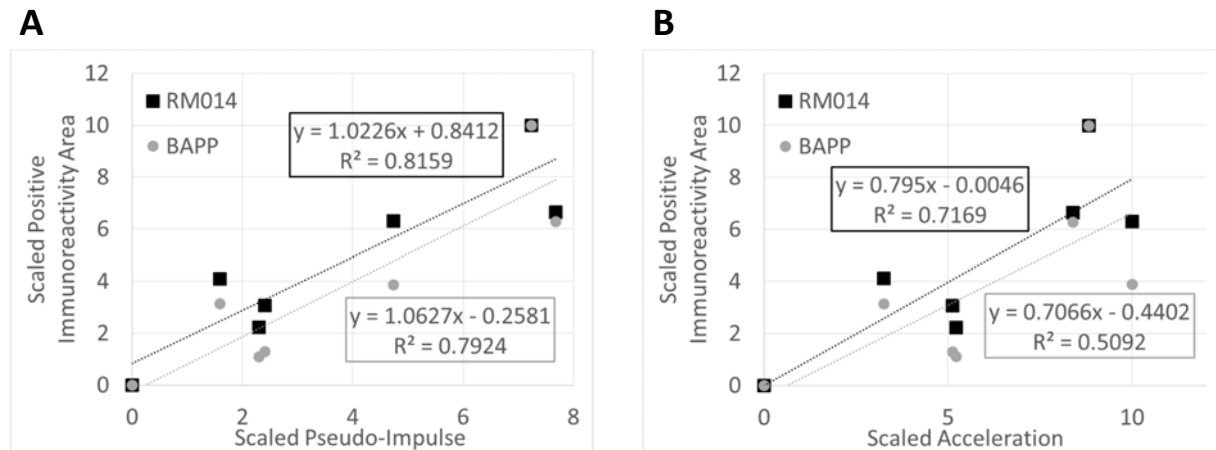 A
12
10
8
6
4
2
0
Scaled Positive
Immunoreactivity Area
RM014
BAPP
y = 1.0226x + 0.8412
R² = 0.8159
y = 1.0627x - 0.2581
R² = 0.7924
0 2 4 6 8
Scaled Pseudo-Impulse
B
12
10
8
6
4
2
0
Scaled Positive
Immunoreactivity Area
RM014
BAPP
y = 0.795x - 0.0046
R² = 0.7169
y = 0.7066x - 0.4402
R² = 0.5092
0 5 10
Scaled Acceleration